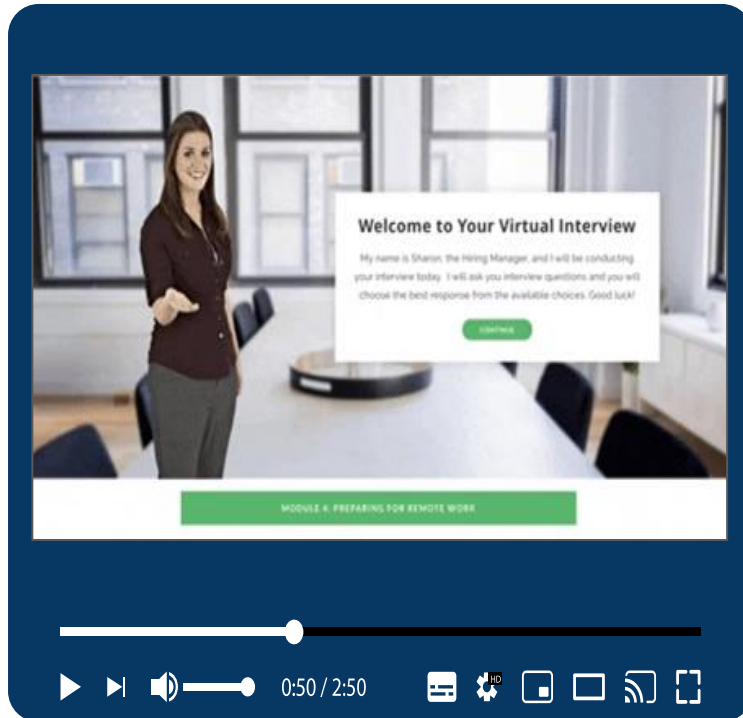 Welcome to Your Virtual Interview
My name is Sharon, the Hiring Manager, and I will be conducting
your interview today. I will ask you interview questions and you will
choose the best response from the available choices. Good luck!
CONTINUE
MODULE 4: PREPARING FOR REMOTE WORK
0:50 / 2:50
HD